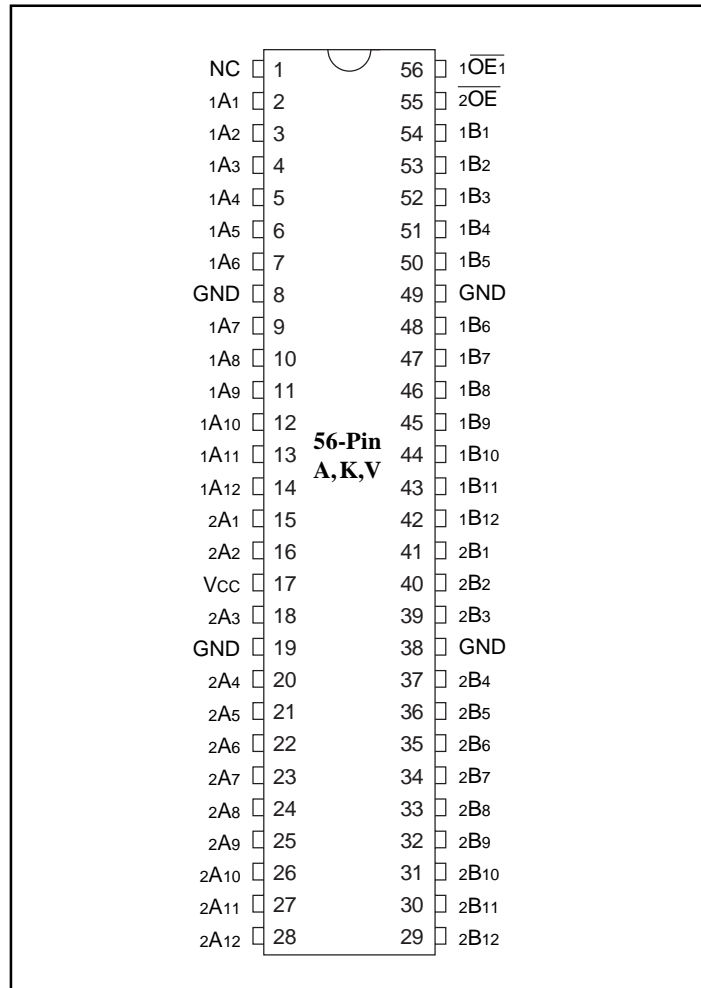 NC 1 56 1OE1
1A1 2 55 2OE
1A2 3 54 1B1
1A3 4 53 1B2
1A4 5 52 1B3
1A5 6 51 1B4
1A6 7 50 1B5
GND 8 49 GND
1A7 9 48 1B6
1A8 10 47 1B7
1A9 11 46 1B8
1A10 12 45 1B9
56-Pin
1A11 13 44 1B10
A,K,V
1A12 14 43 1B11
2A1 15 42 1B12
2A2 16 41 2B1
VCC 17 40 2B2
2A3 18 39 2B3
GND 19 38 GND
2A4 20 37 2B4
2A5 21 36 2B5
2A6 22 35 2B6
2A7 23 34 2B7
2A8 24 33 2B8
2A9 25 32 2B9
2A10 26 31 2B10
2A11 27 30 2B11
2A12 28 29 2B12